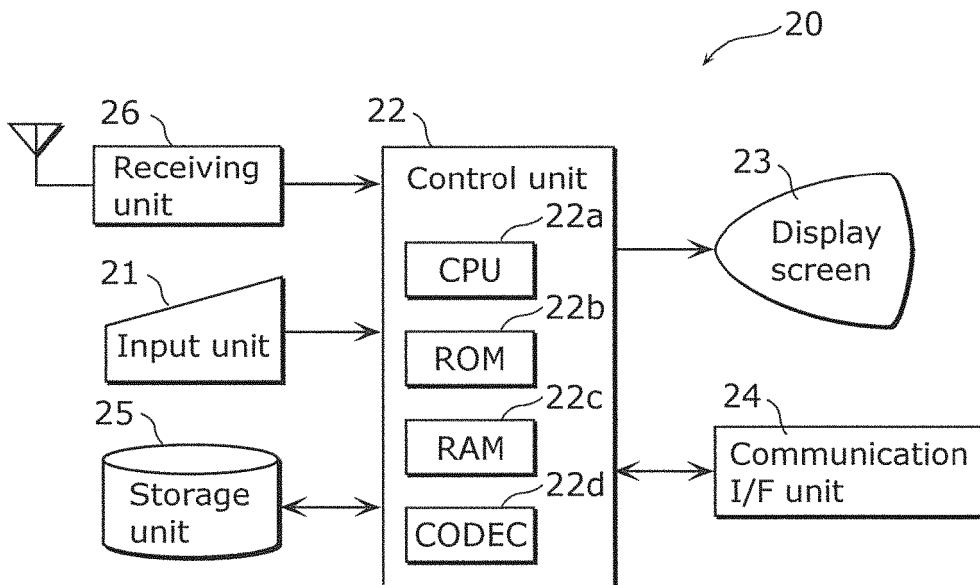 20
26
Receiving
unit
21
Input unit
25
Storage
unit
22
Control unit
22a
CPU
22b
ROM
22c
RAM
22d
CODEC
23
Display
screen
24
Communication
I/F unit